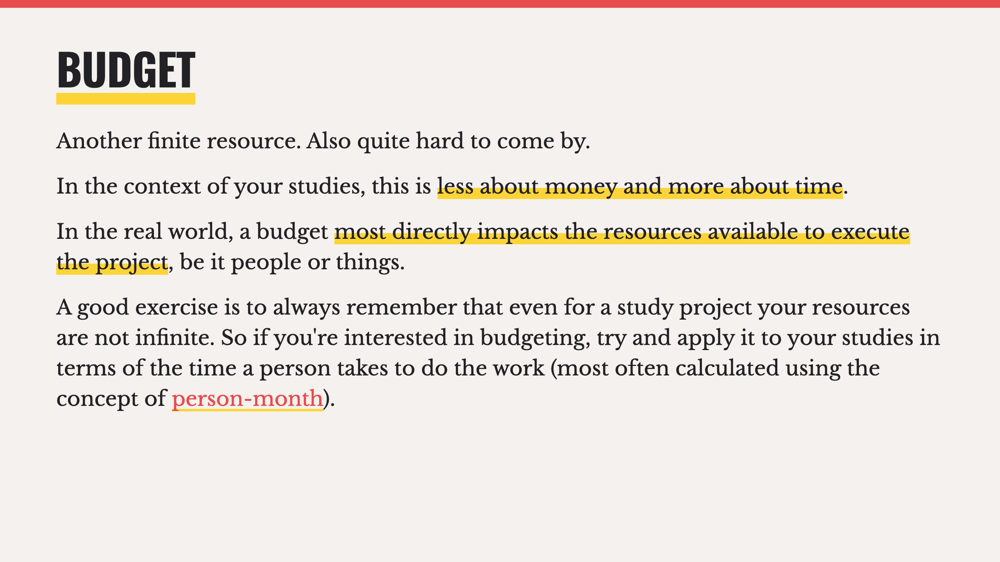 BUDGET
Another finite resource. Also quite hard to come by.
In the context of your studies, this is less about money and more about time.
In the real world, a budget most directly impacts the resources available to execute
the project, be it people or things.
A good exercise is to always remember that even for a study project your resources
are not infinite. So if you're interested in budgeting, try and apply it to your studies in
terms of the time a person takes to do the work (most often calculated using the
concept of person-month).